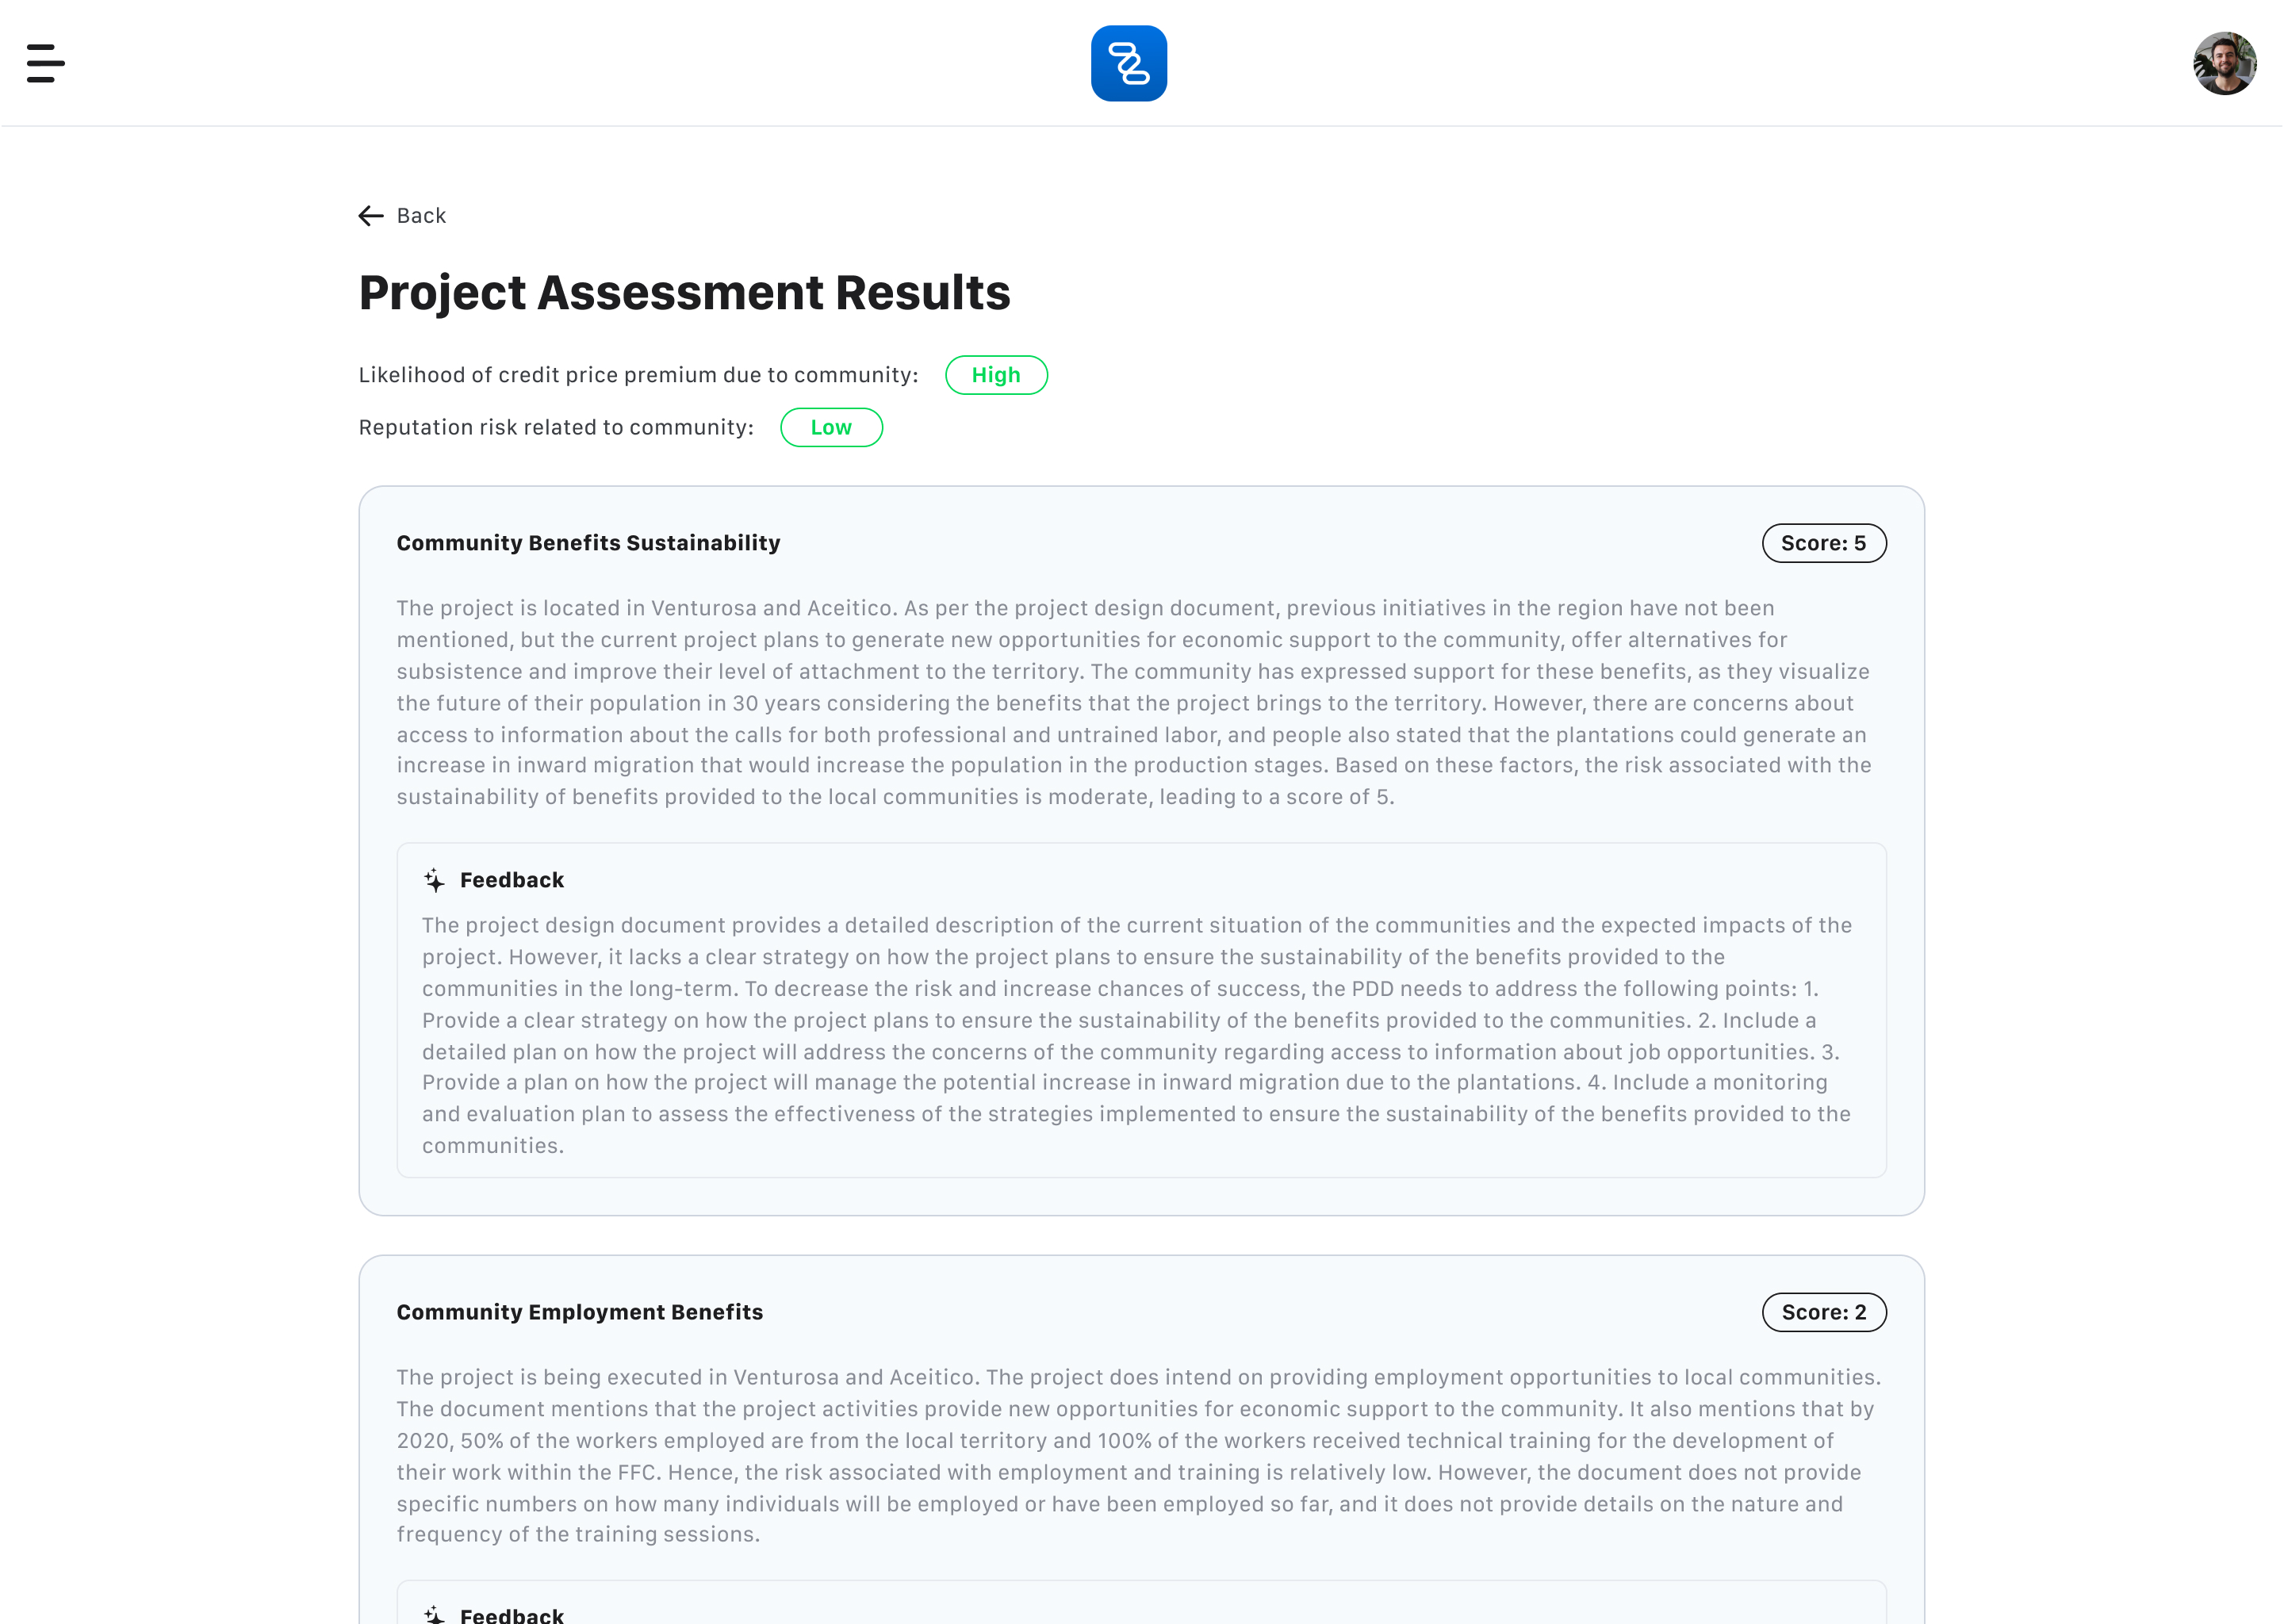 Back
Project Assessment Results
Likelihood of credit price premium due to community: High
Reputation risk related to community: Low
Community Benefits Sustainability
Score: 5
The project is located in Venturosa and Aceitico. As per the project design document, previous initiatives in the region have not been
mentioned, but the current project plans to generate new opportunities for economic support to the community, offer alternatives for
subsistence and improve their level of attachment to the territory. The community has expressed support for these benefits, as they visualize
the future of their population in 30 years considering the benefits that the project brings to the territory. However, there are concerns about
access to information about the calls for both professional and untrained labor, and people also stated that the plantations could generate an
increase in inward migration that would increase the population in the production stages. Based on these factors, the risk associated with the
sustainability of benefits provided to the local communities is moderate, leading to a score of 5.
Feedback
The project design document provides a detailed description of the current situation of the communities and the expected impacts of the
project. However, it lacks a clear strategy on how the project plans to ensure the sustainability of the benefits provided to the
communities in the long-term. To decrease the risk and increase chances of success, the PDD needs to address the following points: 1.
Provide a clear strategy on how the project plans to ensure the sustainability of the benefits provided to the communities. 2. Include a
detailed plan on how the project will address the concerns of the community regarding access to information about job opportunities. 3.
Provide a plan on how the project will manage the potential increase in inward migration due to the plantations. 4. Include a monitoring
and evaluation plan to assess the effectiveness of the strategies implemented to ensure the sustainability of the benefits provided to the
communities.
Community Employment Benefits
Score: 2
The project is being executed in Venturosa and Aceitico. The project does intend on providing employment opportunities to local communities.
The document mentions that the project activities provide new opportunities for economic support to the community. It also mentions that by
2020, 50% of the workers employed are from the local territory and 100% of the workers received technical training for the development of
their work within the FFC. Hence, the risk associated with employment and training is relatively low. However, the document does not provide
specific numbers on how many individuals will be employed or have been employed so far, and it does not provide details on the nature and
frequency of the training sessions.
Feedback